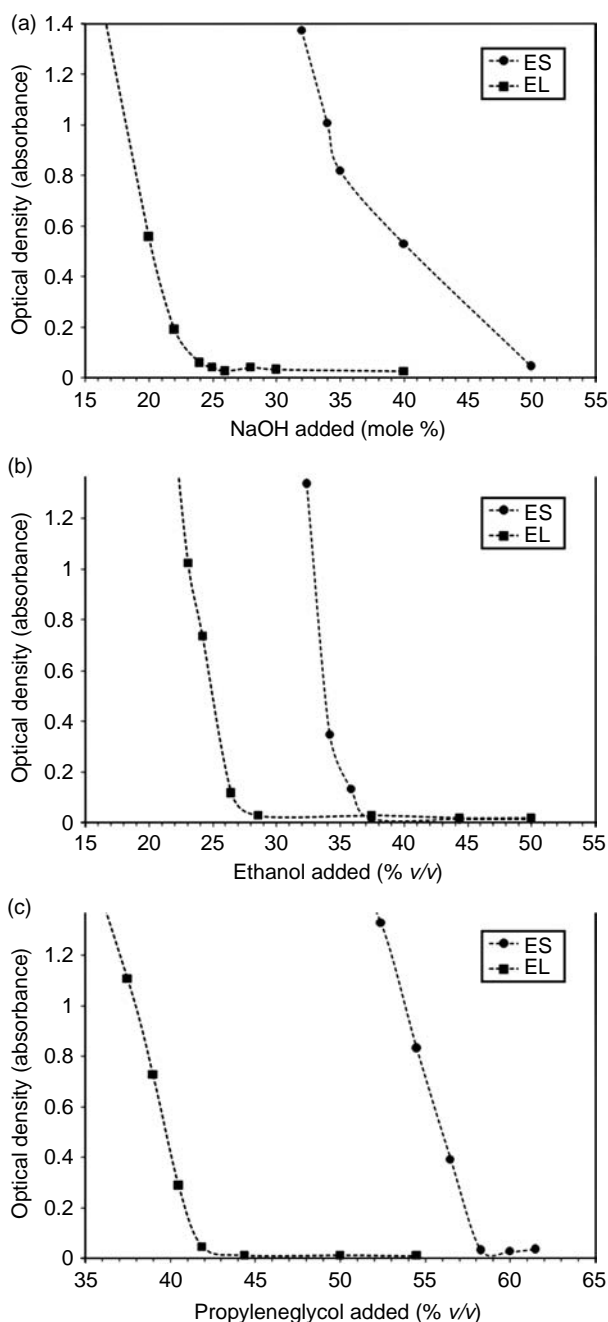 (a)
1.4
1.2
1
0.8
0.6
0.4
0.2
0
Optical density (absorbance)
ES
EL
15 20 25 30 35 40 45 50 55
NaOH added (mole %)
(b)
1.2
1
0.8
0.6
0.4
0.2
0
Optical density (absorbance)
ES
EL
15 20 25 30 35 40 45 50 55
Ethanol added (% v/v)
(c)
1.2
1
0.8
0.6
0.4
0.2
0
Optical density (absorbance)
ES
EL
35 40 45 50 55 60 65
Propyleneglycol added (% v/v)